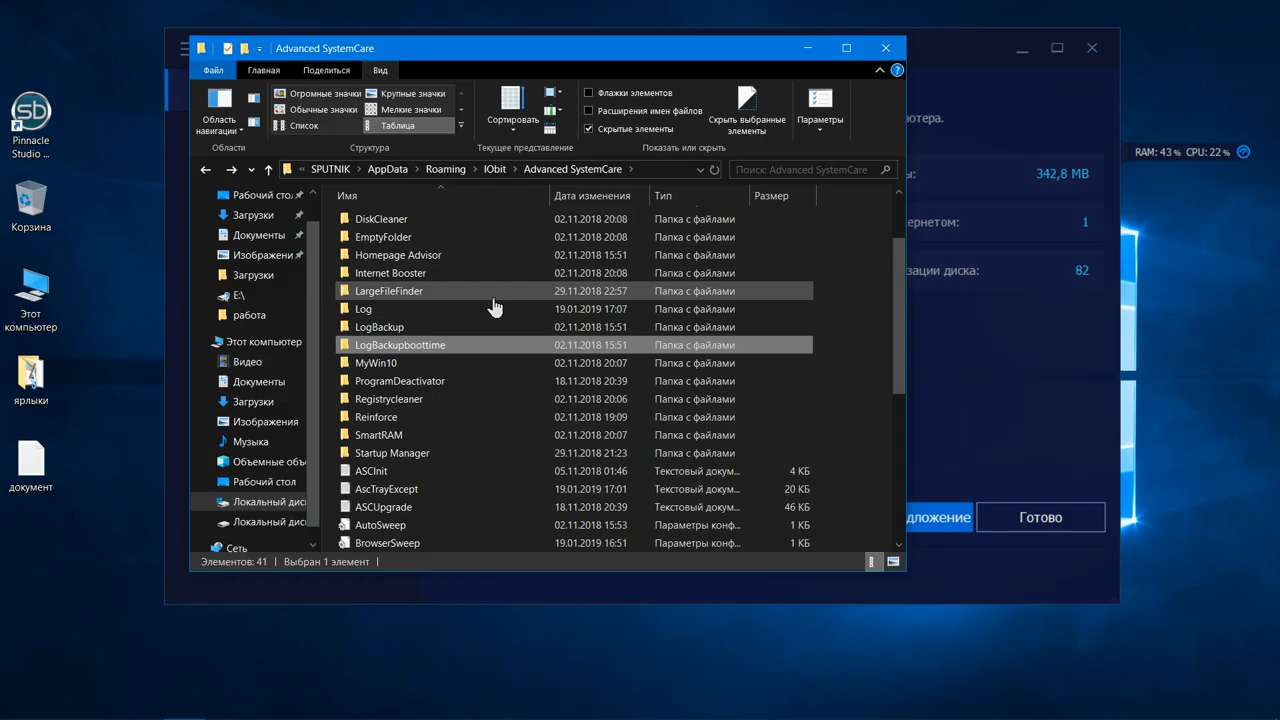 Advanced SystemCare
Файл
Главная
Поделиться
Вид
Область
навигации
Области
Огромные значки
Крупные значки
Обычные значки
Мелкие значки
Список
Таблица
Структура
Сортировать
Текущее представление
Флажки элементов
Расширения имен файлов
Скрытые элементы
Скрыть выбранные
элементы
Показать или скрыть
Параметры
SPUTNIK
AppData
Roaming
IObit
Advanced SystemCare
Поиск: Advanced SystemCare
Имя
Дата изменения
Тип
Размер
DiskCleaner 02.11.2018 20:08 Папка с файлами
EmptyFolder 02.11.2018 20:08 Папка с файлами
Homepage Advisor 02.11.2018 15:51 Папка с файлами
Internet Booster 02.11.2018 20:08 Папка с файлами
LargeFileFinder 29.11.2018 22:57 Папка с файлами
Log 19.01.2019 17:07 Папка с файлами
LogBackup 02.11.2018 15:51 Папка с файлами
LogBackupboottime 02.11.2018 15:51 Папка с файлами
MyWin10 02.11.2018 20:07 Папка с файлами
ProgramDeactivator 18.11.2018 20:39 Папка с файлами
Registrycleaner 02.11.2018 20:06 Папка с файлами
Reinforce 02.11.2018 19:09 Папка с файлами
SmartRAM 02.11.2018 20:07 Папка с файлами
Startup Manager 29.11.2018 21:23 Папка с файлами
ASCInit 05.11.2018 01:46 Текстовый докум... 4 КБ
AscTrayExcept 19.01.2019 17:01 Текстовый докум... 20 КБ
ASCUpgrade 18.11.2018 20:39 Текстовый докум... 46 КБ
AutoSweep 02.11.2018 15:53 Параметры конф... 1 КБ
BrowserSweep 19.01.2019 16:51 Параметры конф... 1 КБ
Рабочий стол
Загрузки
Документы
Изображени
Загрузки
E:\
работа
Этот компьютер
Видео
Документы
Загрузки
Изображения
Музыка
Объемные объ
Рабочий стол
Локальный дис
Локальный дис
Сеть
Элементов: 41
Выбран 1 элемент
Pinnacle
Studio ...
Корзина
Этот
компьютер
ярлыки
документ
ютера.
ы: 342,8 MB
ернетом: 1
зации диска: 82
дложение
Готово
RAM: 43% CPU: 22%